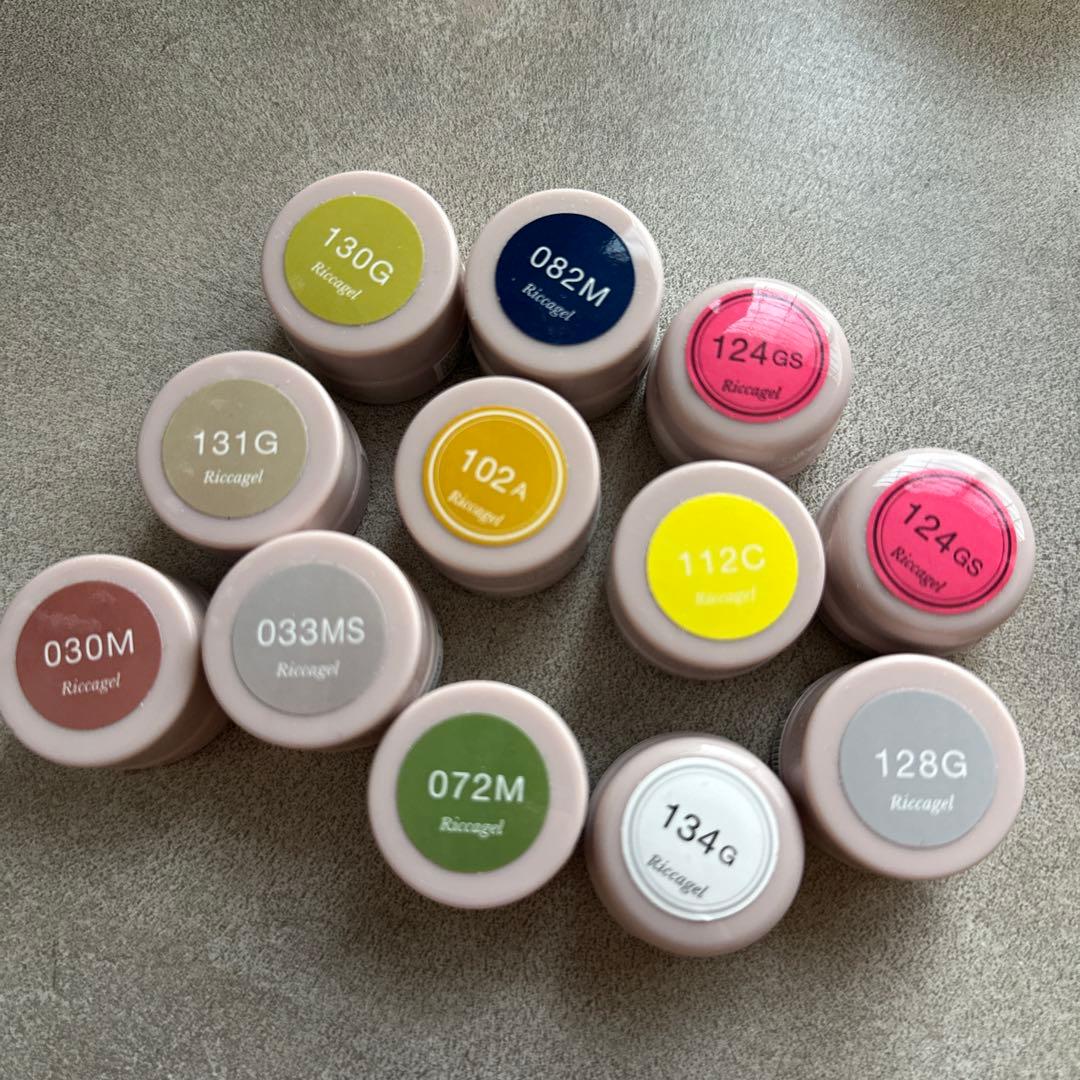 130G
Riccagel
082M
Riccagel
124GS
Riccagel
131G
Riccagel
102A
Riccagel
112C
Riccagel
124GS
Riccagel
030M
Riccagel
033MS
Riccagel
072M
Riccagel
134G
Riccagel
128G
Riccagel